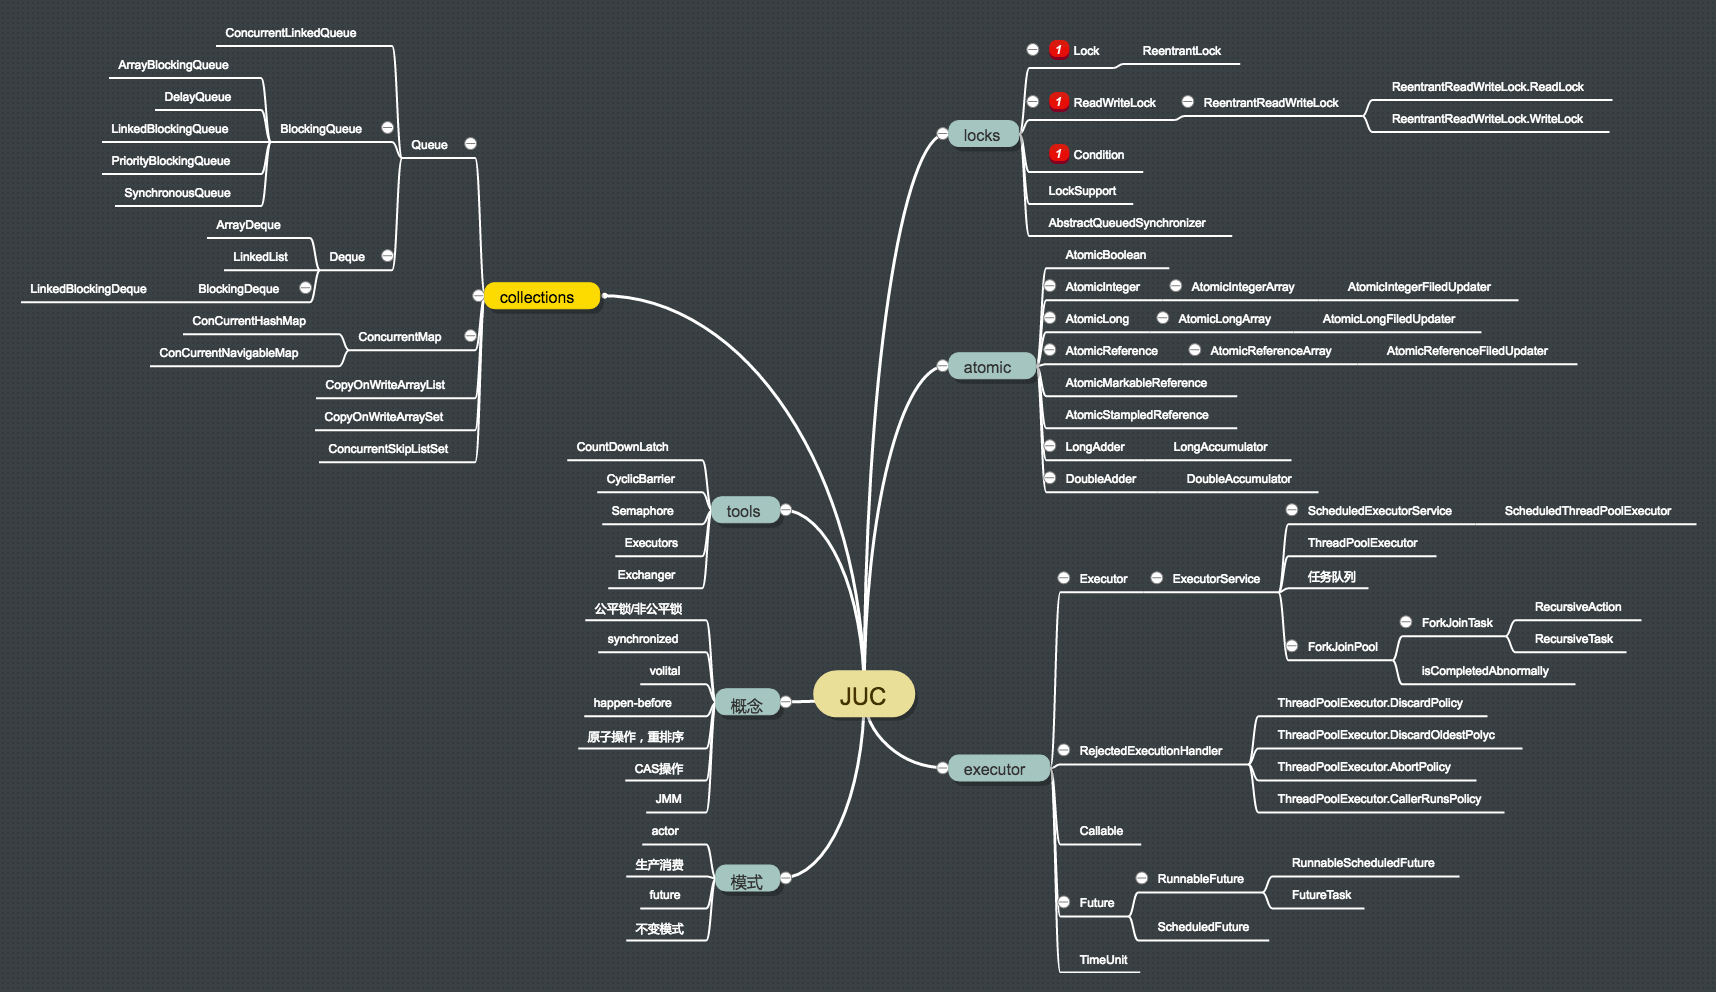 JUC
collections
Queue
ConcurrentLinkedQueue
BlockingQueue
ArrayBlockingQueue
DelayQueue
LinkedBlockingQueue
PriorityBlockingQueue
SynchronousQueue
Deque
ArrayDeque
LinkedList
BlockingDeque
LinkedBlockingDeque
ConcurrentMap
ConCurrentHashMap
ConCurrentNavigableMap
CopyOnWriteArrayList
CopyOnWriteArraySet
ConcurrentSkipListSet
tools
CountDownLatch
CyclicBarrier
Semaphore
Executors
Exchanger
概念
公平锁/非公平锁
synchronized
volital
happen-before
原子操作，重排序
CAS操作
JMM
模式
actor
生产消费
future
不变模式
locks
1 Lock
ReentrantLock
1 ReadWriteLock
ReentrantReadWriteLock
ReentrantReadWriteLock.ReadLock
ReentrantReadWriteLock.WriteLock
1 Condition
LockSupport
AbstractQueuedSynchronizer
atomic
AtomicBoolean
AtomicInteger
AtomicIntegerArray
AtomicIntegerFiledUpdater
AtomicLong
AtomicLongArray
AtomicLongFiledUpdater
AtomicReference
AtomicReferenceArray
AtomicReferenceFiledUpdater
AtomicMarkableReference
AtomicStampledReference
LongAdder
LongAccumulator
DoubleAdder
DoubleAccumulator
executor
Executor
ExecutorService
ScheduledExecutorService
ScheduledThreadPoolExecutor
ThreadPoolExecutor
任务队列
ForkJoinPool
ForkJoinTask
RecursiveAction
RecursiveTask
isCompletedAbnormally
RejectedExecutionHandler
ThreadPoolExecutor.DiscardPolicy
ThreadPoolExecutor.DiscardOldestPolyc
ThreadPoolExecutor.AbortPolicy
ThreadPoolExecutor.CallerRunsPolicy
Callable
Future
RunnableFuture
RunnableScheduledFuture
FutureTask
ScheduledFuture
TimeUnit